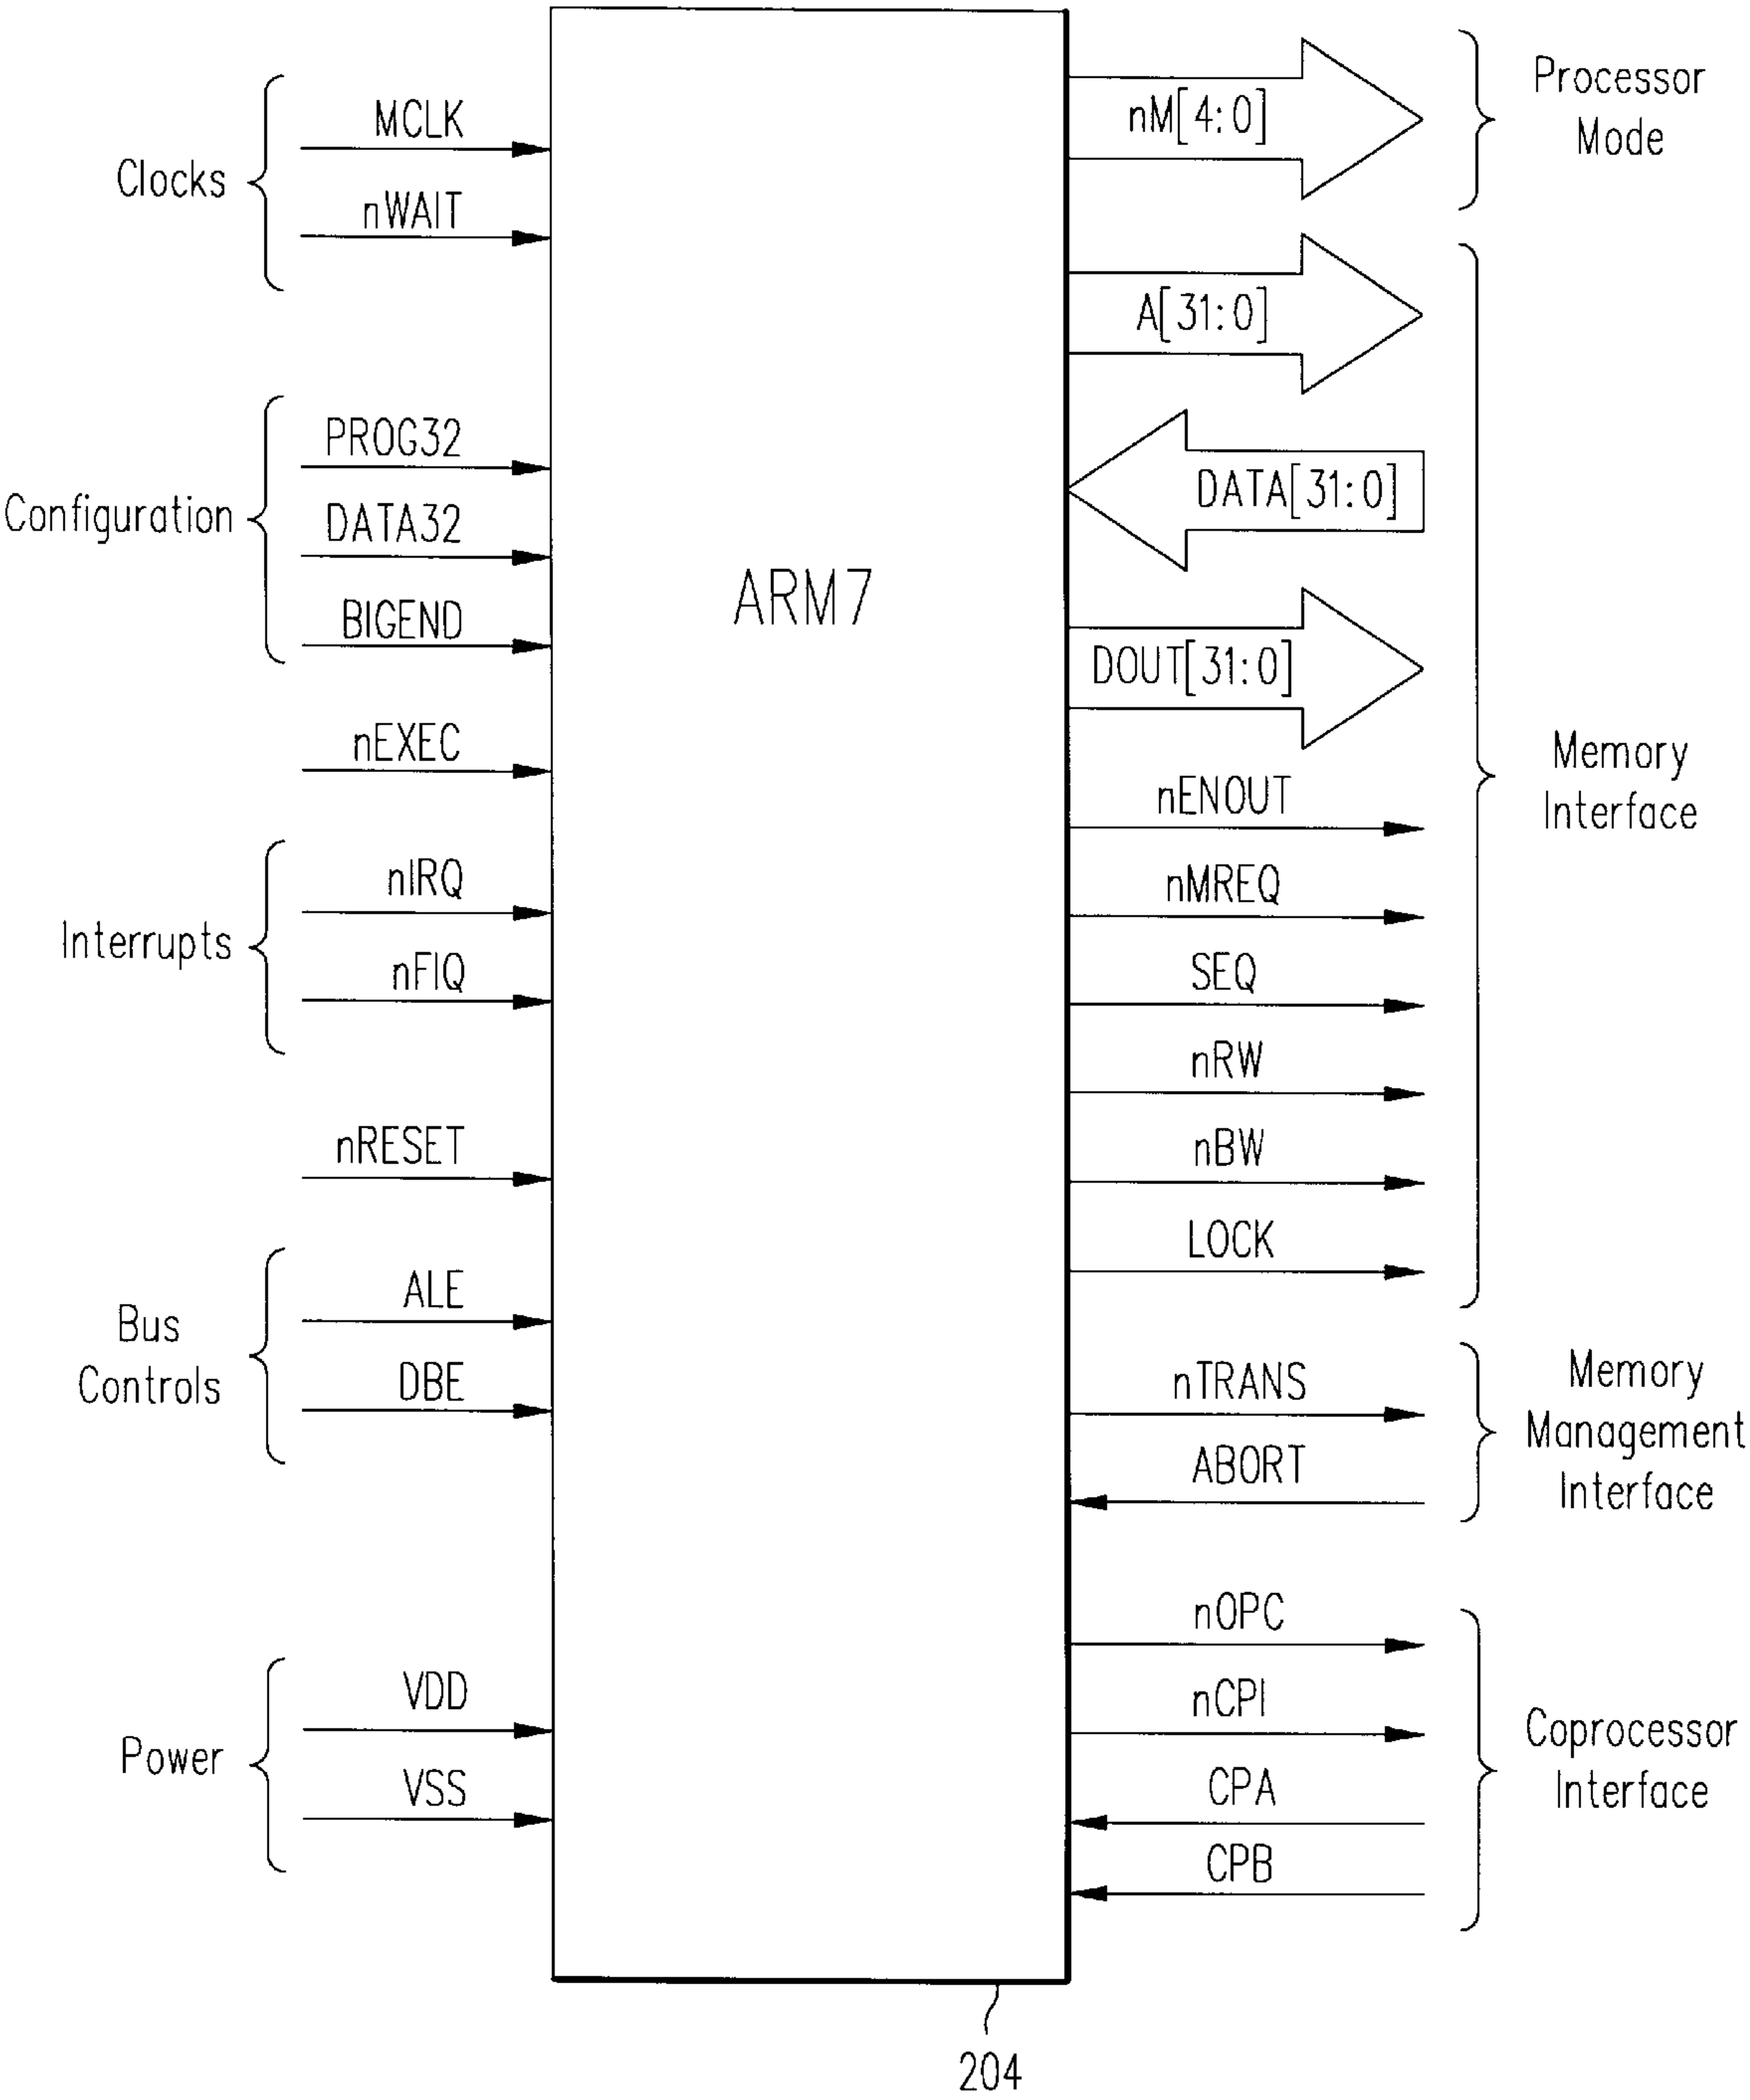 Clocks
MCLK
nWAIT
Configuration
PROG32
DATA32
BIGEND
nEXEC
Interrupts
nIRQ
nFIQ
nRESET
Bus
Controls
ALE
DBE
Power
VDD
VSS
ARM7
nM[4:0]
Processor
Mode
A[31:0]
DATA[31:0]
DOUT[31:0]
nENOUT
nMREQ
SEQ
nRW
nBW
LOCK
Memory
Interface
nTRANS
ABORT
Memory
Management
Interface
nOPC
nCPI
CPA
CPB
Coprocessor
Interface
204